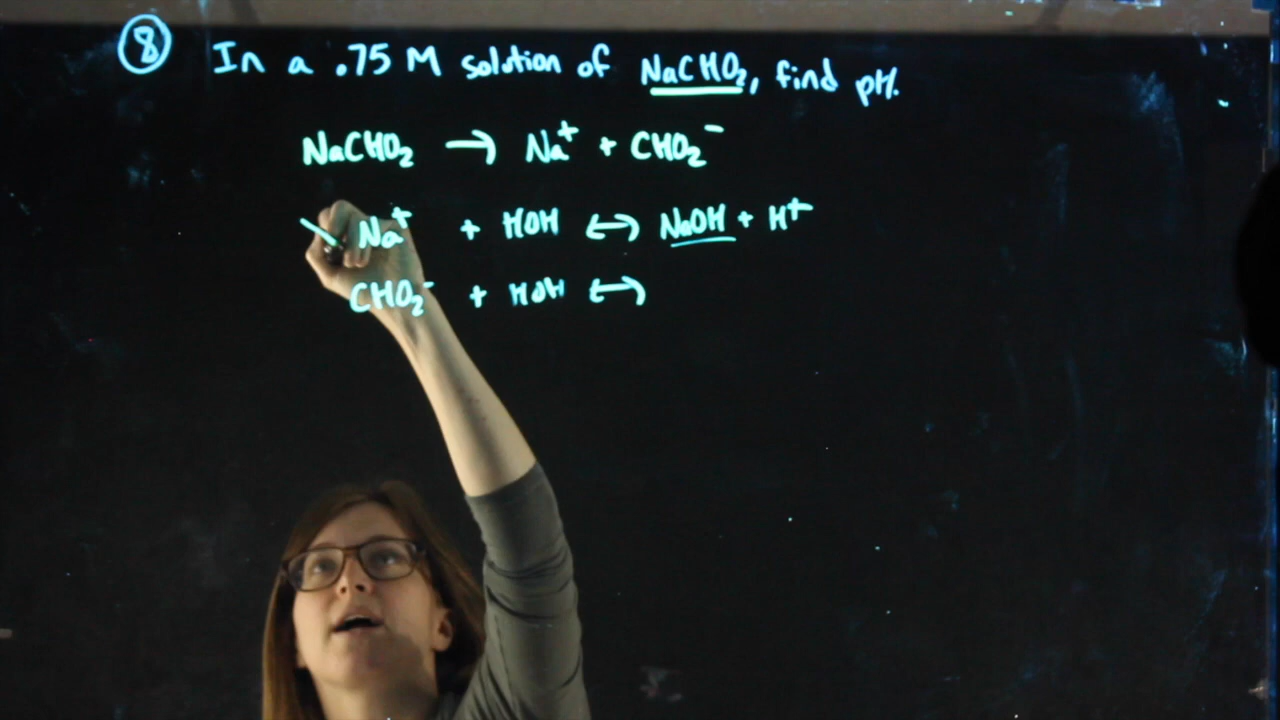 ⑧ In a .75 M solution of NaCHO₂, find pH.
NaCHO₂ → Na⁺ + CHO₂⁻
Na⁺ + HOH ↔ NaOH + H⁺
CHO₂⁻ + HOH ↔